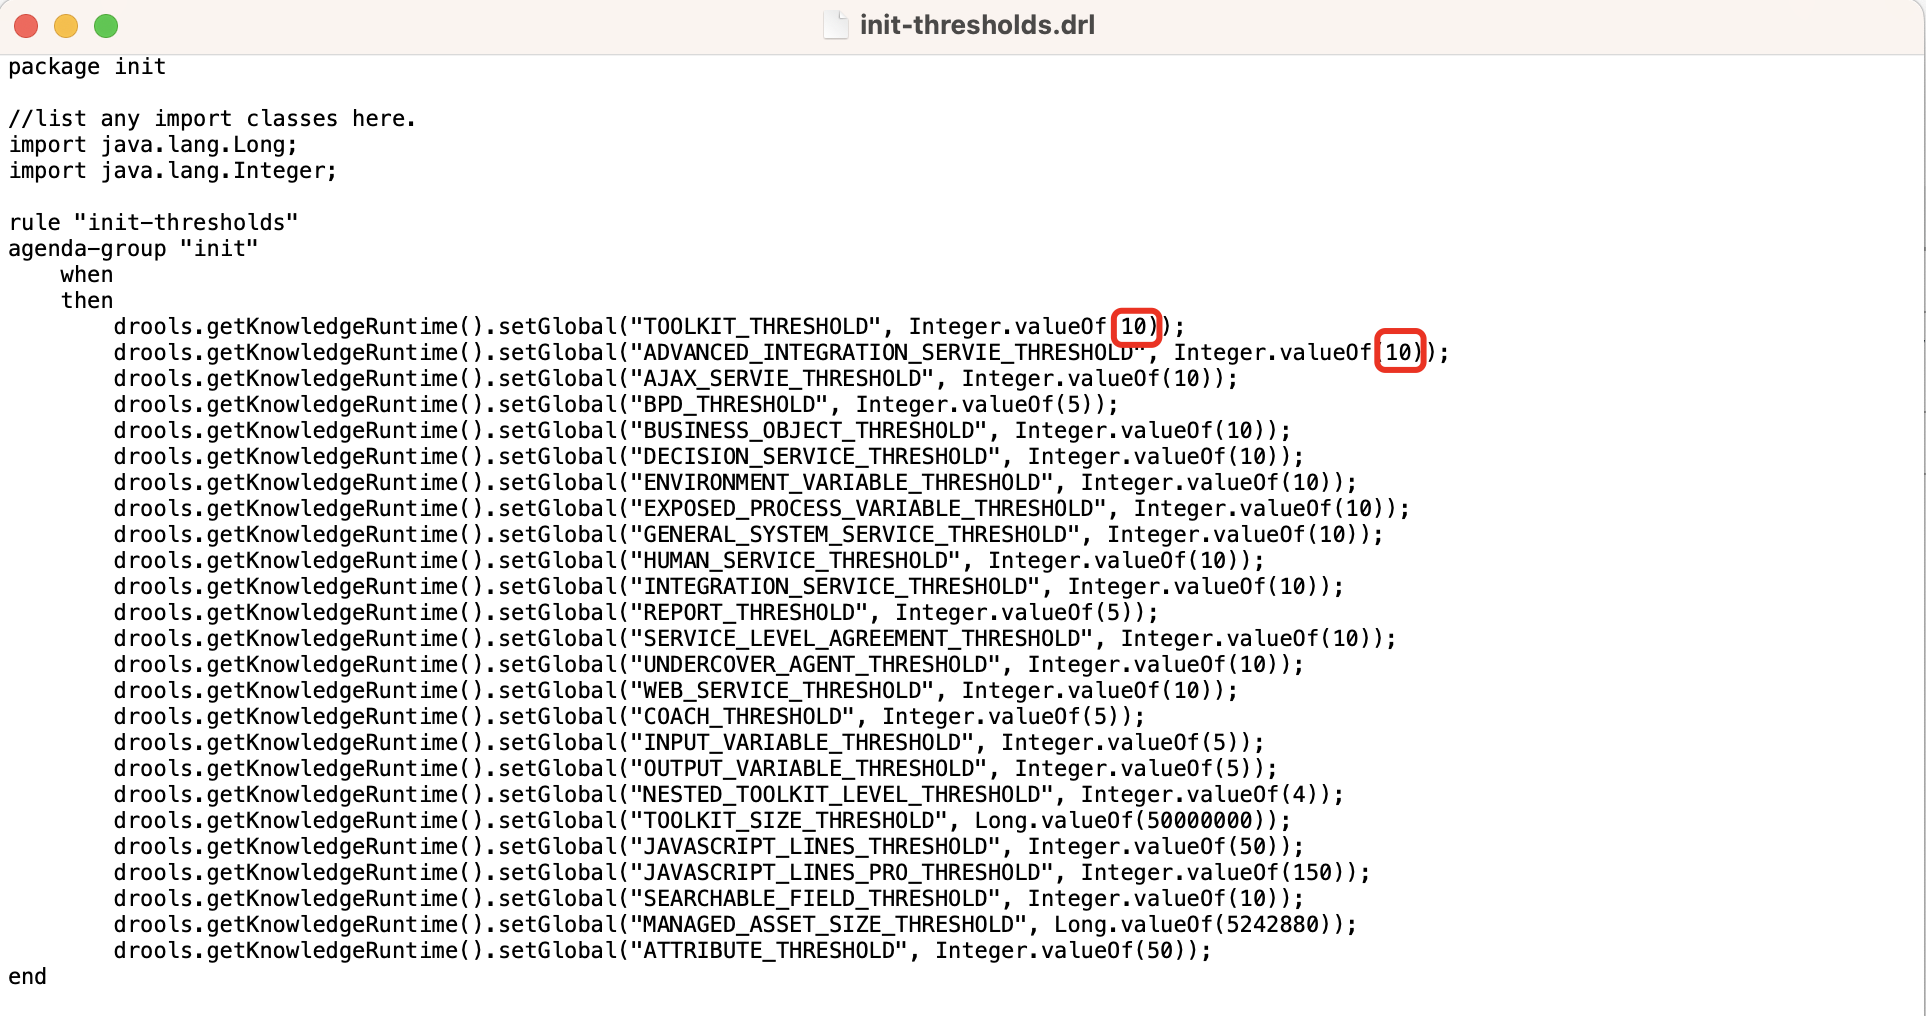 init-thresholds.drl
package init
//list any import classes here.
import java.lang.Long;
import java.lang.Integer;
rule "init-thresholds"
agenda-group "init"
when
then
drools.getKnowledgeRuntime().setGlobal("TOOLKIT_THRESHOLD", Integer.valueOf(10));
drools.getKnowledgeRuntime().setGlobal("ADVANCED_INTEGRATION_SERVIE_THRESHOLD", Integer.valueOf(10));
drools.getKnowledgeRuntime().setGlobal("AJAX_SERVIE_THRESHOLD", Integer.valueOf(10));
drools.getKnowledgeRuntime().setGlobal("BPD_THRESHOLD", Integer.valueOf(5));
drools.getKnowledgeRuntime().setGlobal("BUSINESS_OBJECT_THRESHOLD", Integer.valueOf(10));
drools.getKnowledgeRuntime().setGlobal("DECISION_SERVICE_THRESHOLD", Integer.valueOf(10));
drools.getKnowledgeRuntime().setGlobal("ENVIRONMENT_VARIABLE_THRESHOLD", Integer.valueOf(10));
drools.getKnowledgeRuntime().setGlobal("EXPOSED_PROCESS_VARIABLE_THRESHOLD", Integer.valueOf(10));
drools.getKnowledgeRuntime().setGlobal("GENERAL_SYSTEM_SERVICE_THRESHOLD", Integer.valueOf(10));
drools.getKnowledgeRuntime().setGlobal("HUMAN_SERVICE_THRESHOLD", Integer.valueOf(10));
drools.getKnowledgeRuntime().setGlobal("INTEGRATION_SERVICE_THRESHOLD", Integer.valueOf(10));
drools.getKnowledgeRuntime().setGlobal("REPORT_THRESHOLD", Integer.valueOf(5));
drools.getKnowledgeRuntime().setGlobal("SERVICE_LEVEL_AGREEMENT_THRESHOLD", Integer.valueOf(10));
drools.getKnowledgeRuntime().setGlobal("UNDERCOVER_AGENT_THRESHOLD", Integer.valueOf(10));
drools.getKnowledgeRuntime().setGlobal("WEB_SERVICE_THRESHOLD", Integer.valueOf(10));
drools.getKnowledgeRuntime().setGlobal("COACH_THRESHOLD", Integer.valueOf(5));
drools.getKnowledgeRuntime().setGlobal("INPUT_VARIABLE_THRESHOLD", Integer.valueOf(5));
drools.getKnowledgeRuntime().setGlobal("OUTPUT_VARIABLE_THRESHOLD", Integer.valueOf(5));
drools.getKnowledgeRuntime().setGlobal("NESTED_TOOLKIT_LEVEL_THRESHOLD", Integer.valueOf(4));
drools.getKnowledgeRuntime().setGlobal("TOOLKIT_SIZE_THRESHOLD", Long.valueOf(50000000));
drools.getKnowledgeRuntime().setGlobal("JAVASCRIPT_LINES_THRESHOLD", Integer.valueOf(50));
drools.getKnowledgeRuntime().setGlobal("JAVASCRIPT_LINES_PRO_THRESHOLD", Integer.valueOf(150));
drools.getKnowledgeRuntime().setGlobal("SEARCHABLE_FIELD_THRESHOLD", Integer.valueOf(10));
drools.getKnowledgeRuntime().setGlobal("MANAGED_ASSET_SIZE_THRESHOLD", Long.valueOf(5242880));
drools.getKnowledgeRuntime().setGlobal("ATTRIBUTE_THRESHOLD", Integer.valueOf(50));
end